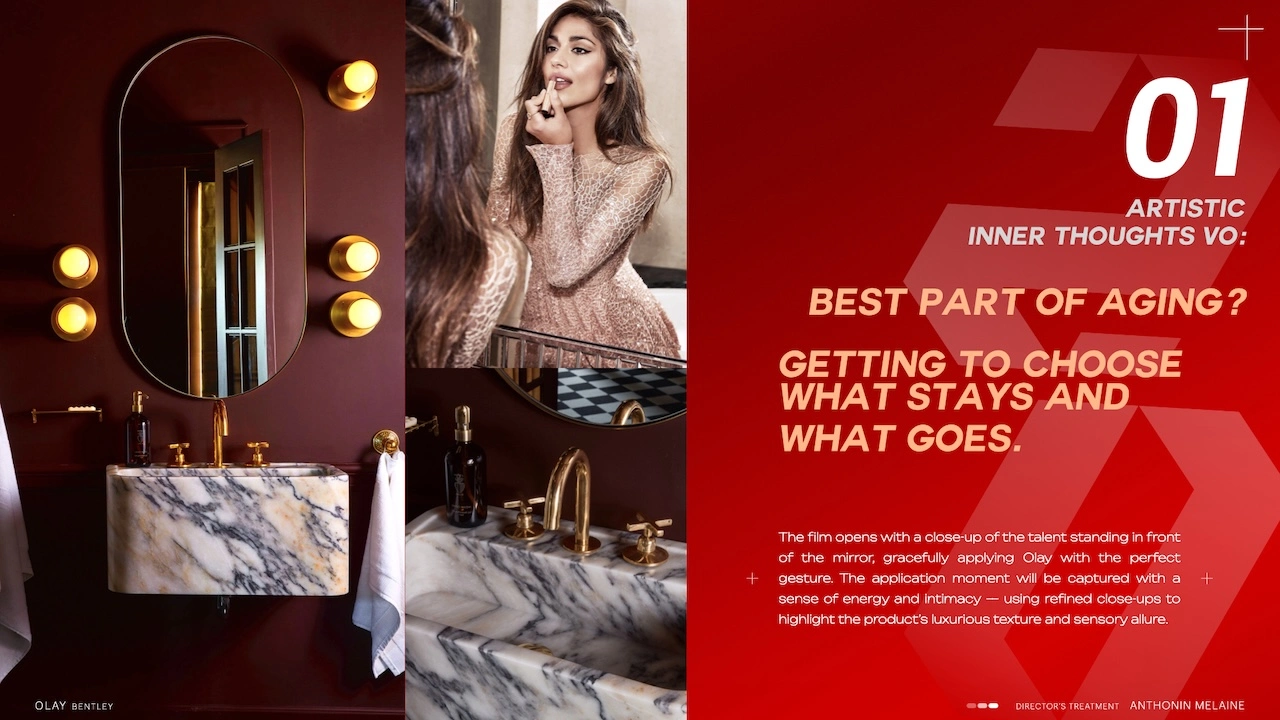 01
ARTISTIC
INNER THOUGHTS VO:
BEST PART OF AGING?
GETTING TO CHOOSE
WHAT STAYS AND
WHAT GOES.
The film opens with a close-up of the talent standing in front
of the mirror, gracefully applying Olay with the perfect
gesture. The application moment will be captured with a
sense of energy and intimacy — using refined close-ups to
highlight the product's luxurious texture and sensory allure.
OLAY BENTLEY
DIRECTOR'S TREATMENT ANTHONIN MELAINE